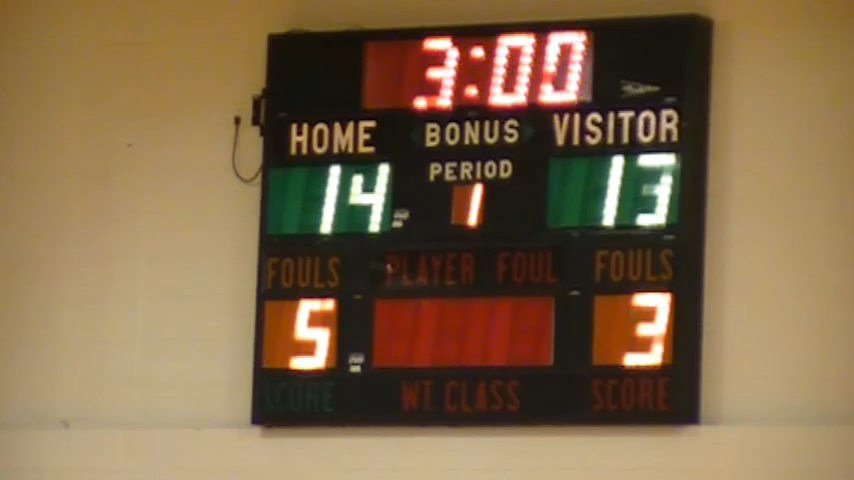 3:00
HOME BONUS VISITOR
PERIOD
14 1 13
FOULS PLAYER FOUL FOULS
5 3
SCORE WT. CLASS SCORE